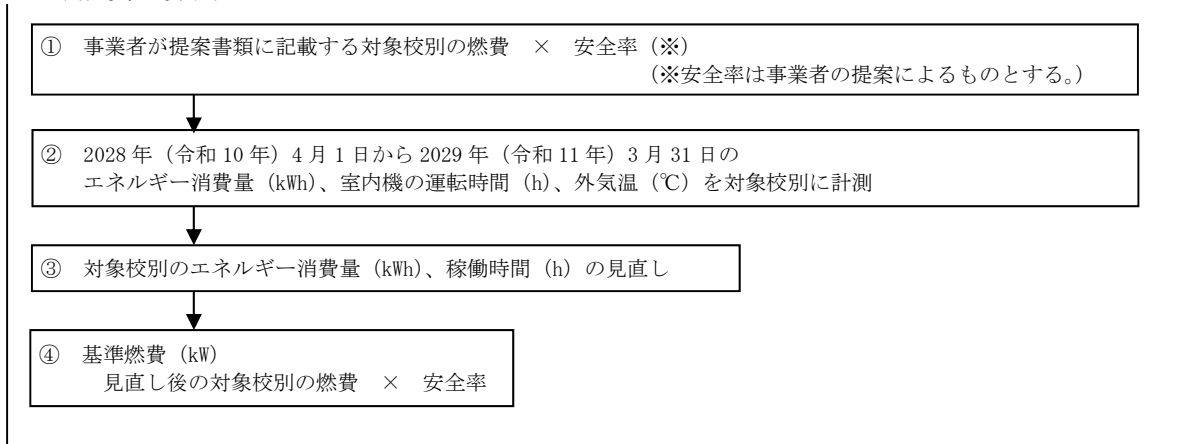 ① 事業者が提案書類に記載する対象校別の燃費 × 安全率(※)
(※安全率は事業者の提案によるものとする。)
② 2028 年(令和 10 年)4 月 1 日から 2029 年(令和 11 年)3 月 31 日の
エネルギー消費量(kWh)、室内機の運転時間(h)、外気温(℃)を対象校別に計測
③ 対象校別のエネルギー消費量(kWh)、稼働時間(h)の見直し
④ 基準燃費(kW)
見直し後の対象校別の燃費 × 安全率